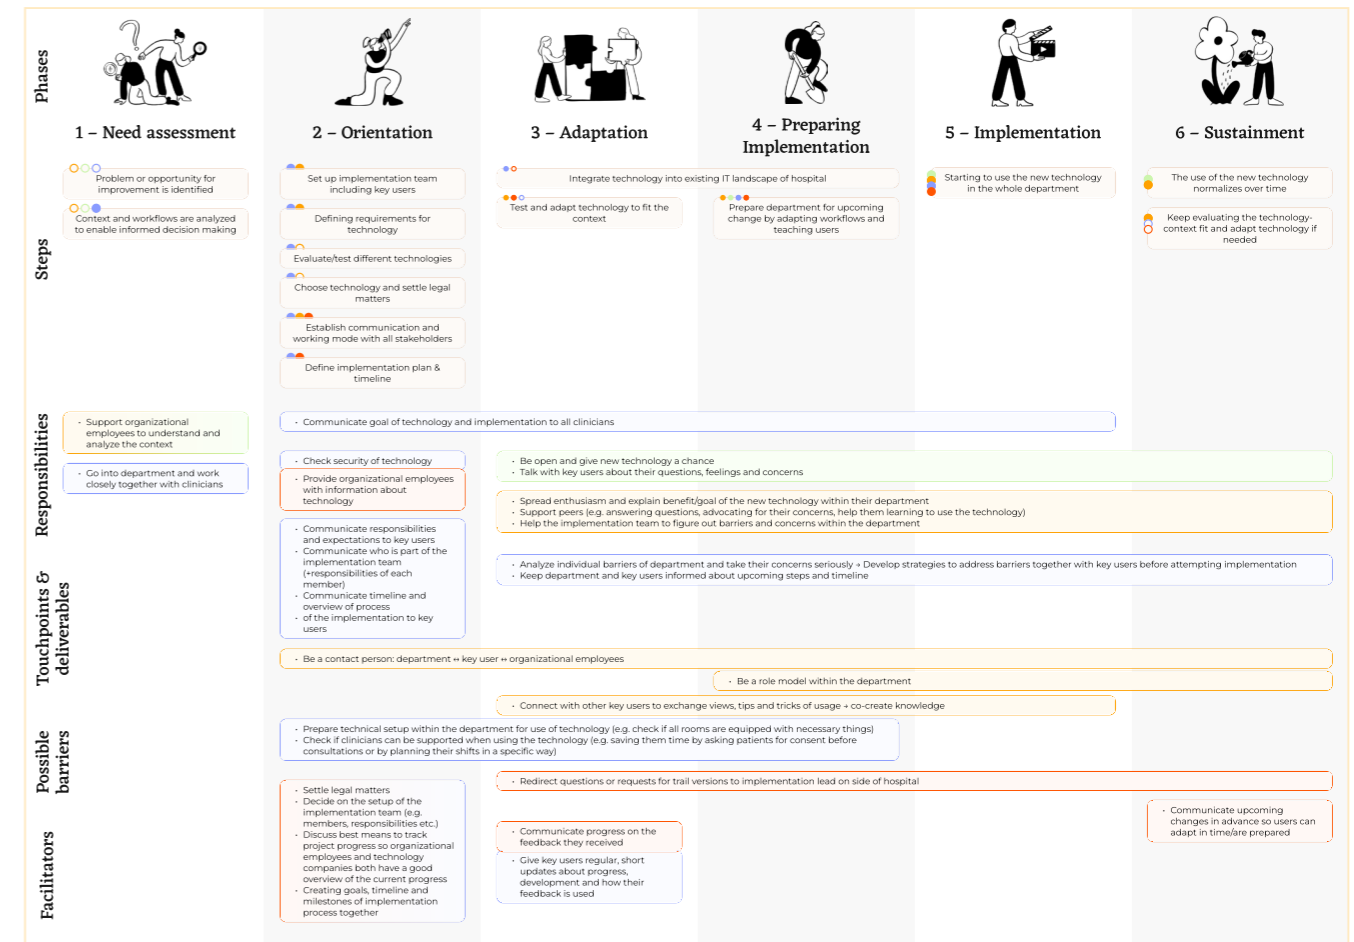 Phases
1 – Need assessment
2 – Orientation
3 – Adaptation
4 – Preparing
Implementation
5 – Implementation
6 – Sustainment
Steps
Problem or opportunity for
improvement is identified
Context and workflows are analyzed
to enable informed decision making
Set up implementation team
including key users
Defining requirements for
technology
Evaluate/test different technologies
Choose technology and settle legal
matters
Establish communication and
working mode with all stakeholders
Define implementation plan &
timeline
Integrate technology into existing IT landscape of hospital
Test and adapt technology to fit the
context
Prepare department for upcoming
change by adapting workflows and
teaching users
Starting to use the new technology
in the whole department
The use of the new technology
normalizes over time
Keep evaluating the technology-
context fit and adapt technology if
needed
Responsibilities
• Support organizational
employees to understand and
analyze the context
• Go into department and work
closely together with clinicians
• Communicate goal of technology and implementation to all clinicians
• Check security of technology
• Provide organizational employees
with information about
technology
• Be open and give new technology a chance
• Talk with key users about their questions, feelings and concerns
• Spread enthusiasm and explain benefit/goal of the new technology within their department
• Support peers (e.g. answering questions, advocating for their concerns, help them learning to use the technology)
• Help the implementation team to figure out barriers and concerns within the department
• Communicate responsibilities
and expectations to key users
• Communicate who is part of the
implementation team
(+responsibilities of each
member)
• Communicate timeline and
overview of process
• of the implementation to key
users
• Analyze individual barriers of department and take their concerns seriously → Develop strategies to address barriers together with key users before attempting implementation
• Keep department and key users informed about upcoming steps and timeline
Touchpoints &
deliverables
• Be a contact person: department ↔ key user ↔ organizational employees
• Be a role model within the department
• Connect with other key users to exchange views, tips and tricks of usage → co-create knowledge
Possible
barriers
• Prepare technical setup within the department for use of technology (e.g. check if all rooms are equipped with necessary things)
• Check if clinicians can be supported when using the technology (e.g. saving them time by asking patients for consent before
consultations or by planning their shifts in a specific way)
• Redirect questions or requests for trail versions to implementation lead on side of hospital
• Settle legal matters
• Decide on the setup of the
implementation team (e.g.
members, responsibilities etc.)
• Discuss best means to track
project progress so organizational
employees and technology
companies both have a good
overview of the current progress
• Creating goals, timeline and
milestones of implementation
process together
• Communicate progress on the
feedback they received
• Give key users regular, short
updates about progress,
development and how their
feedback is used
• Communicate upcoming
changes in advance so users can
adapt in time/are prepared
Facilitators